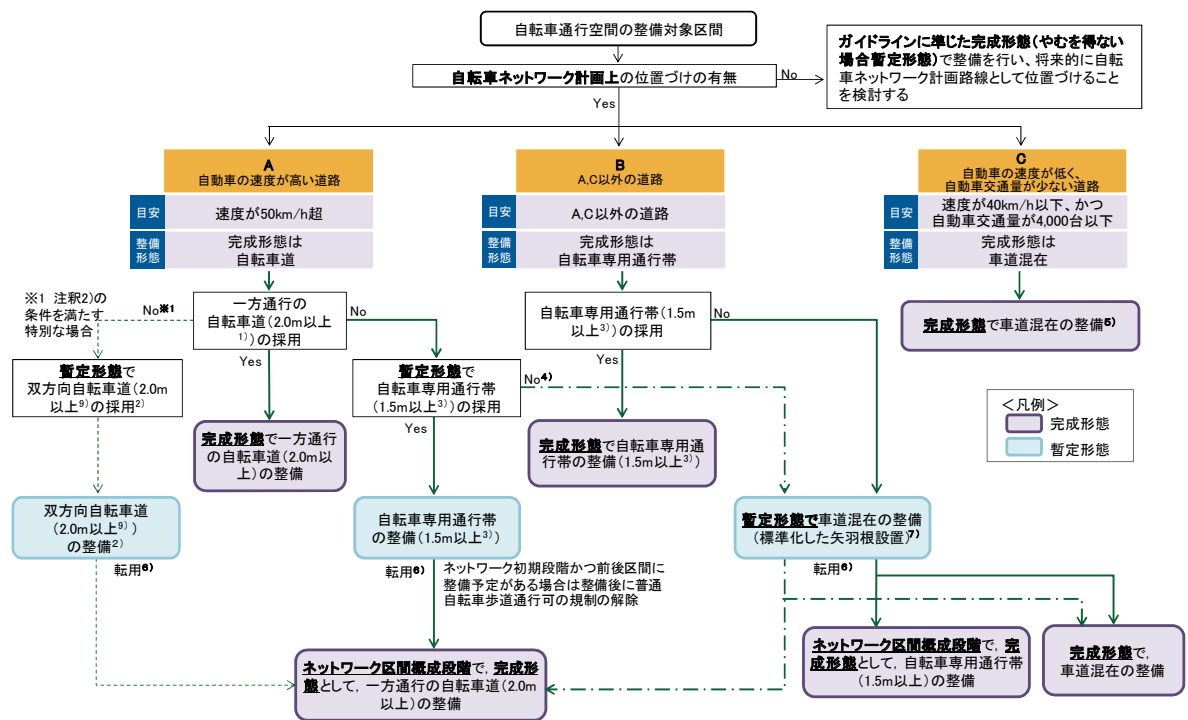 自転車通行空間の整備対象区間
自転車ネットワーク計画上の位置づけの有無
No
ガイドラインに準じた完成形態(やむを得ない
場合暫定形態)で整備を行い、将来的に自転
車ネットワーク計画路線として位置づけること
を検討する
Yes
A
自動車の速度が高い道路
目安
速度が50km/h超
整備
形態
完成形態は
自転車道
B
A,C以外の道路
目安
A,C以外の道路
整備
形態
完成形態は
自転車専用通行帯
C
自動車の速度が低く、
自動車交通量が少ない道路
目安
速度が40km/h以下、かつ
自動車交通量が4,000台以下
整備
形態
完成形態は
車道混在
※1 注釈2)の
条件を満たす
特別な場合
No※1
一方通行の
自転車道(2.0m以上
1))の採用
No
Yes
自転車専用通行帯(1.5m
以上3))の採用
No
Yes
完成形態で車道混在の整備5)
暫定形態で
双方向自転車道(2.0m
以上9)の採用2)
暫定形態で
自転車専用通行帯
(1.5m以上3))の採用
No4)
Yes
完成形態で一方通行
の自転車道(2.0m以
上)の整備
完成形態で自転車専用通
行帯の整備(1.5m以上3))
<凡例>
完成形態
暫定形態
双方向自転車道
(2.0m以上9))
の整備2)
自転車専用通行帯
の整備(1.5m以上3))
暫定形態で車道混在の整備
(標準化した矢羽根設置)7)
転用6)
転用6)
ネットワーク初期段階かつ前後区間に
整備予定がある場合は整備後に普通
自転車歩道通行可の規制の解除
転用6)
ネットワーク区間概成段階で, 完成形
態として, 一方通行の自転車道(2.0m
以上)の整備
ネットワーク区間概成段階で, 完
成形態として, 自転車専用通行帯
(1.5m以上)の整備
完成形態で,
車道混在の整備